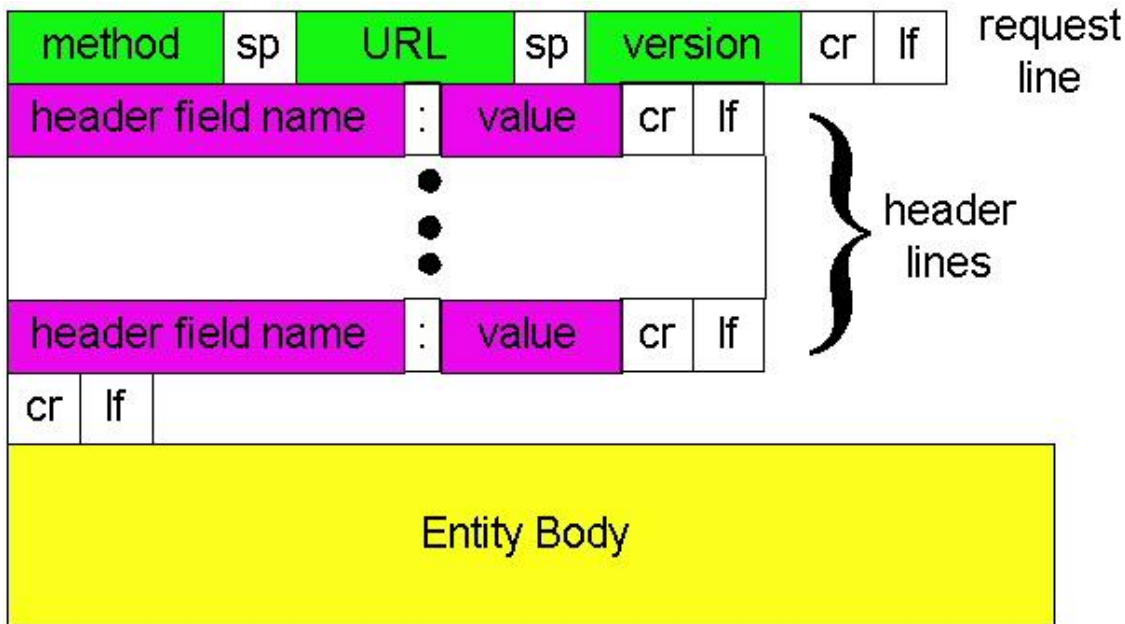 method sp URL sp version cr lf request line
header field name : value cr lf
header lines
header field name : value cr lf
cr lf
Entity Body